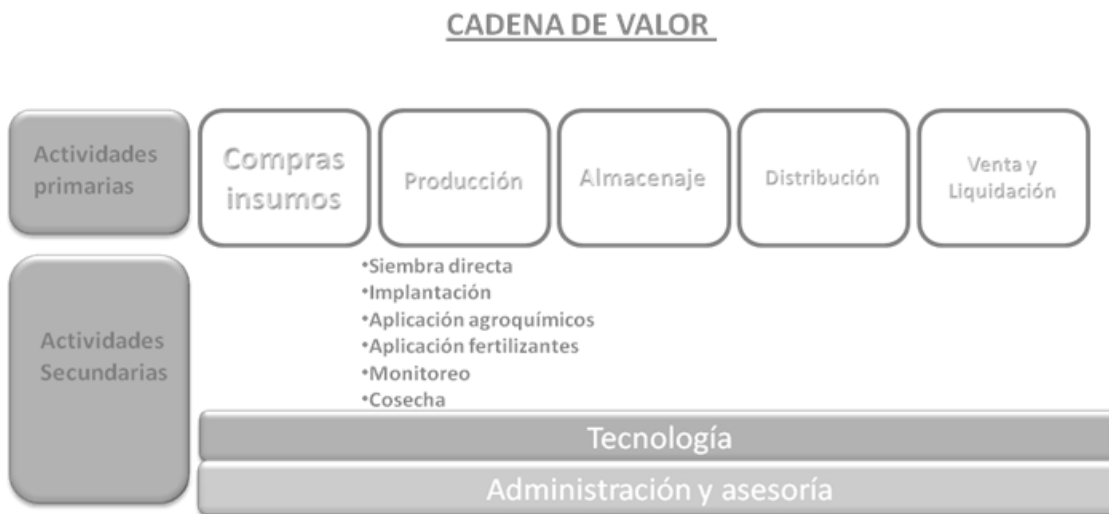 CADENA DE VALOR
Actividades
primarias
Compras
insumos
Producción
Almacenaje
Distribución
Venta y
Liquidación
•Siembra directa
•Implantación
•Aplicación agroquímicos
•Aplicación fertilizantes
•Monitoreo
•Cosecha
Actividades
Secundarias
Tecnología
Administración y asesoría